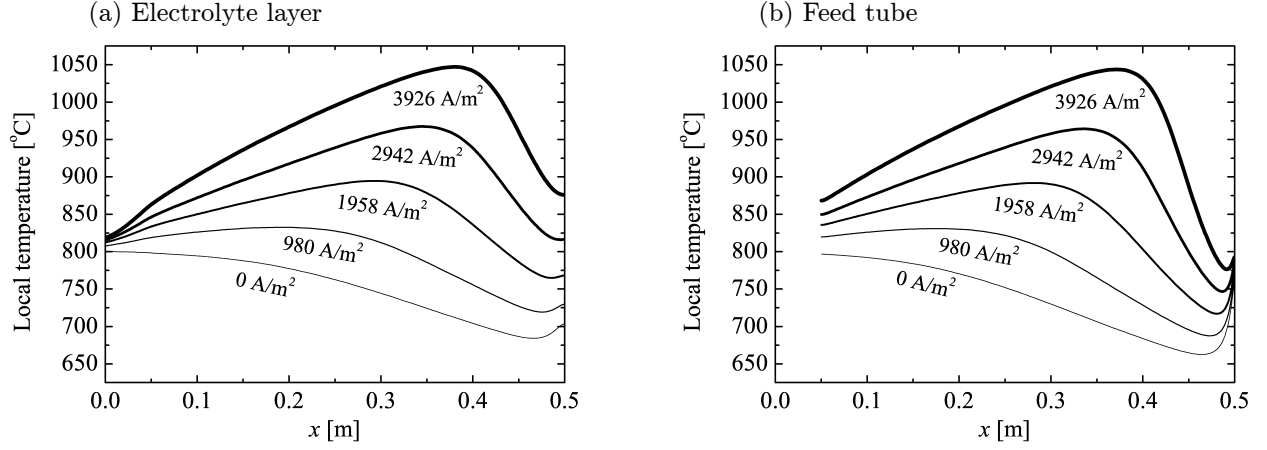 (a) Electrolyte layer
Local temperature [°C]
1050
1000
950
900
850
800
750
700
650
3926 A/m²
2942 A/m²
1958 A/m²
980 A/m²
0 A/m²
0.0 0.1 0.2 0.3 0.4 0.5
x [m]
(b) Feed tube
Local temperature [°C]
1050
1000
950
900
850
800
750
700
650
3926 A/m²
2942 A/m²
1958 A/m²
980 A/m²
0 A/m²
0.0 0.1 0.2 0.3 0.4 0.5
x [m]